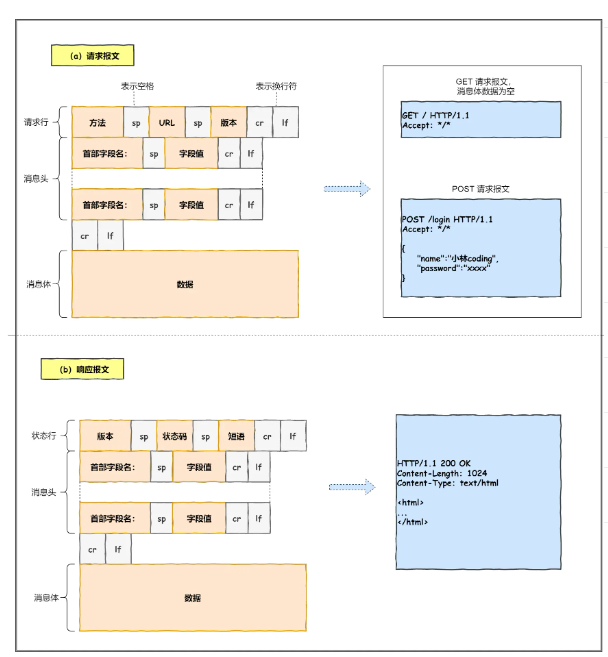 (a) 请求报文
表示空格
表示换行符
请求行
方法 sp URL sp 版本 cr lf
消息头
首部字段名: sp 字段值 cr lf
首部字段名: sp 字段值 cr lf
cr lf
消息体
数据
GET 请求报文,
消息体数据为空
GET / HTTP/1.1
Accept: */*
POST 请求报文
POST /login HTTP/1.1
Accept: */*
{
"name":"小林coding",
"password":"xxxx"
}
(b) 响应报文
状态行
版本 sp 状态码 sp 短语 cr lf
消息头
首部字段名: sp 字段值 cr lf
首部字段名: sp 字段值 cr lf
cr lf
消息体
数据
HTTP/1.1 200 OK
Content-Length: 1024
Content-Type: text/html
<html>
...
</html>